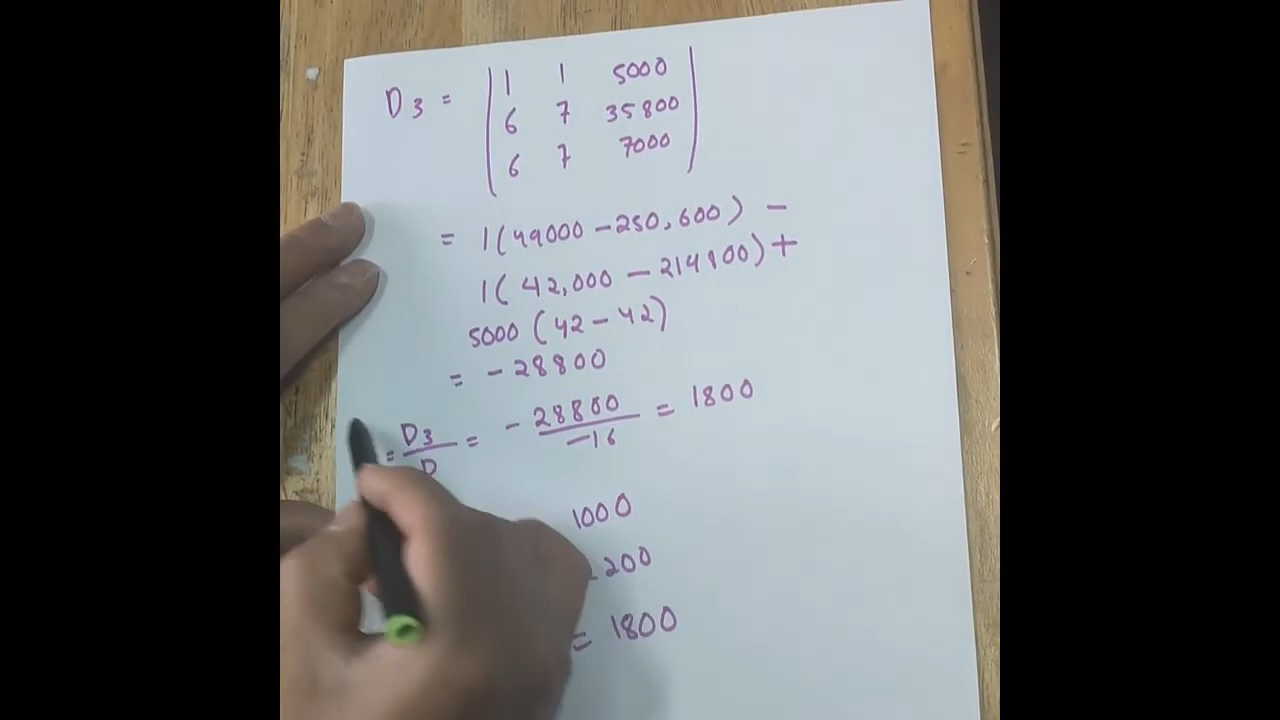 D3 = | 1 1 5000 |
| 6 7 35800 |
| 6 7 7000 |
= 1(49000 - 250,600) -
1(42,000 - 214800) +
5000 (42 - 42)
= - 28800
= D3/D = - 28800/-16 = 1800
1000
200
= 1800